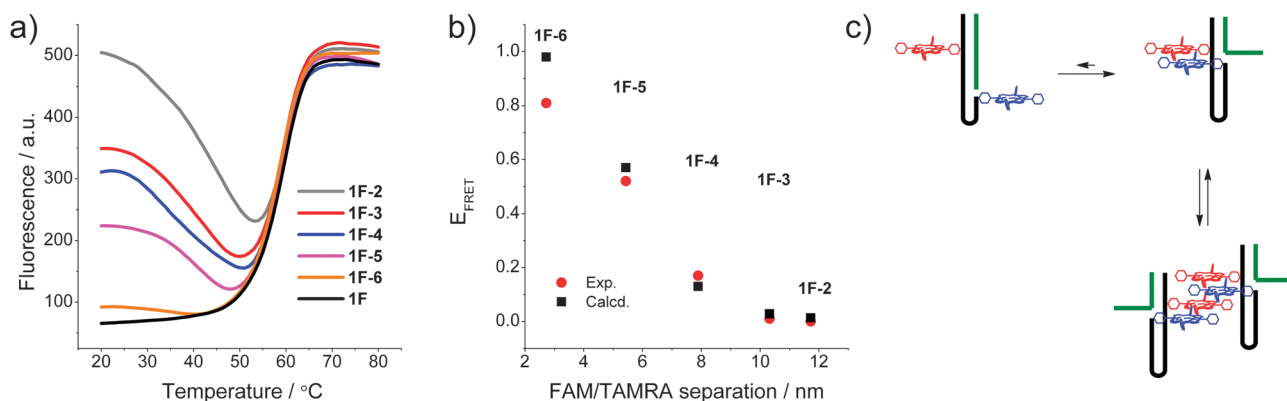 a)
500
400
300
200
100
Fluorescence / a.u.
20 30 40 50 60 70 80
Temperature / °C
1F-2
1F-3
1F-4
1F-5
1F-6
1F
b)
1.0
0.8
0.6
0.4
0.2
0.0
E_FRET
2 4 6 8 10 12
FAM/TAMRA separation / nm
1F-6
1F-5
1F-4
1F-3
1F-2
Exp.
Calcd.
c)